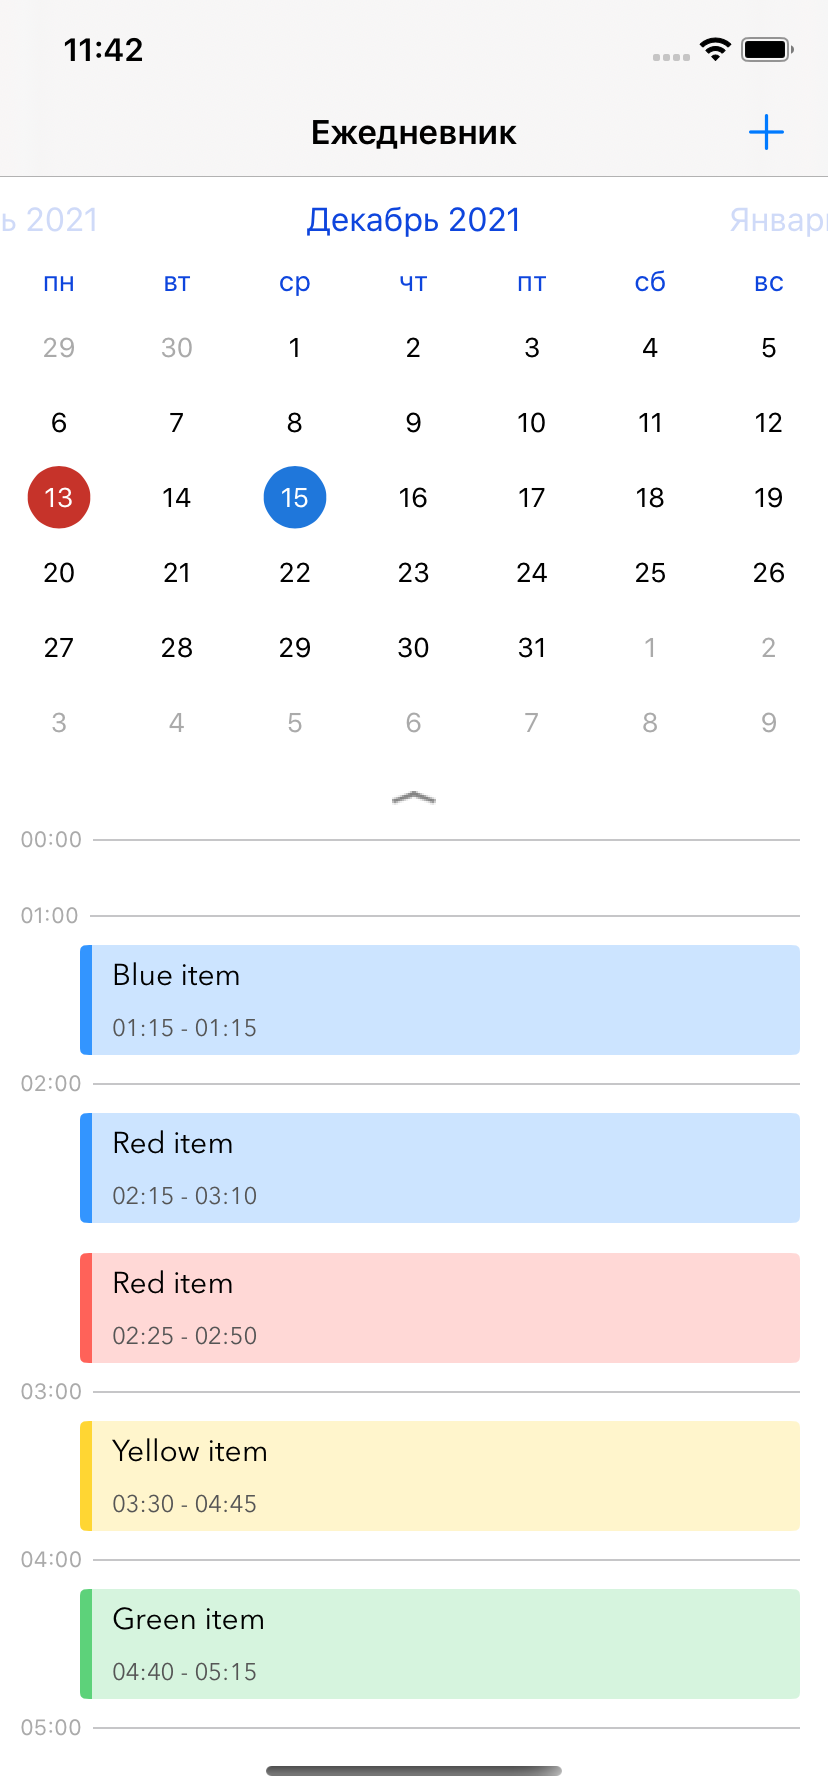 11:42
Ежедневник
ь 2021 Декабрь 2021 Январ
пн вт ср чт пт сб вс
29 30 1 2 3 4 5
6 7 8 9 10 11 12
13 14 15 16 17 18 19
20 21 22 23 24 25 26
27 28 29 30 31 1 2
3 4 5 6 7 8 9
00:00
01:00
Blue item
01:15 - 01:15
02:00
Red item
02:15 - 03:10
Red item
02:25 - 02:50
03:00
Yellow item
03:30 - 04:45
04:00
Green item
04:40 - 05:15
05:00